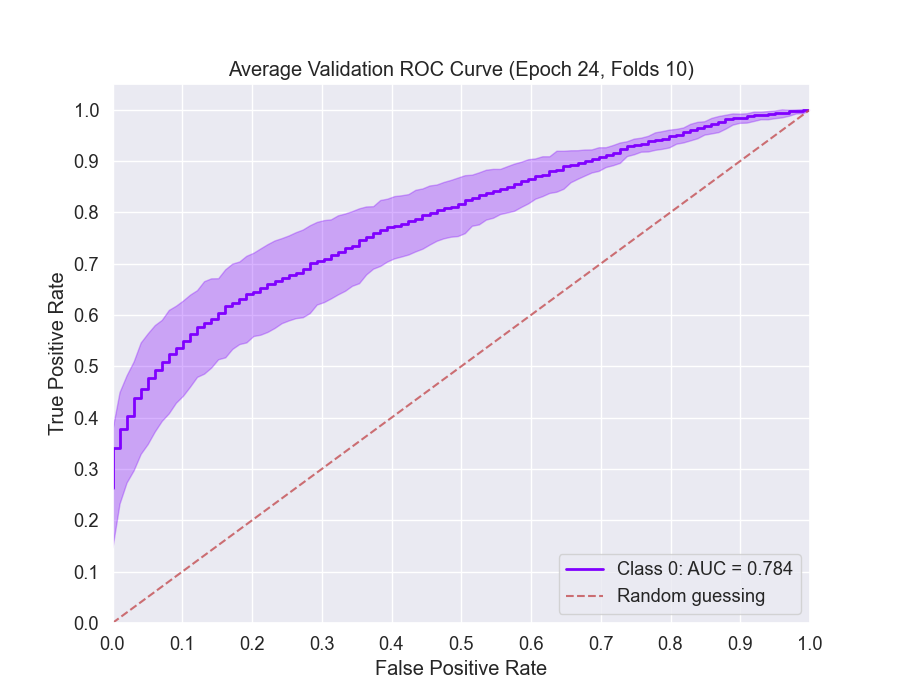 Average Validation ROC Curve (Epoch 24, Folds 10)
True Positive Rate
1.0
0.9
0.8
0.7
0.6
0.5
0.4
0.3
0.2
0.1
0.0
Class 0: AUC = 0.784
Random guessing
0.0 0.1 0.2 0.3 0.4 0.5 0.6 0.7 0.8 0.9 1.0
False Positive Rate